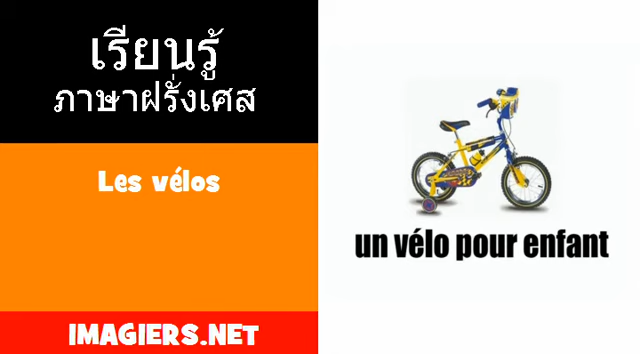 เรียนรู้
ภาษาฝรั่งเศส
Les vélos
un vélo pour enfant
IMAGIERS.NET